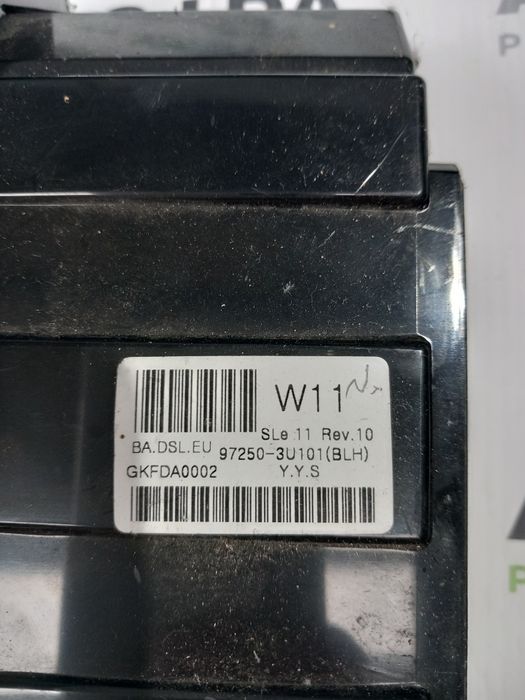 W11
SLe 11 Rev.10
BA.DSL.EU 97250-3U101(BLH)
GKFDA0002 Y.Y.S